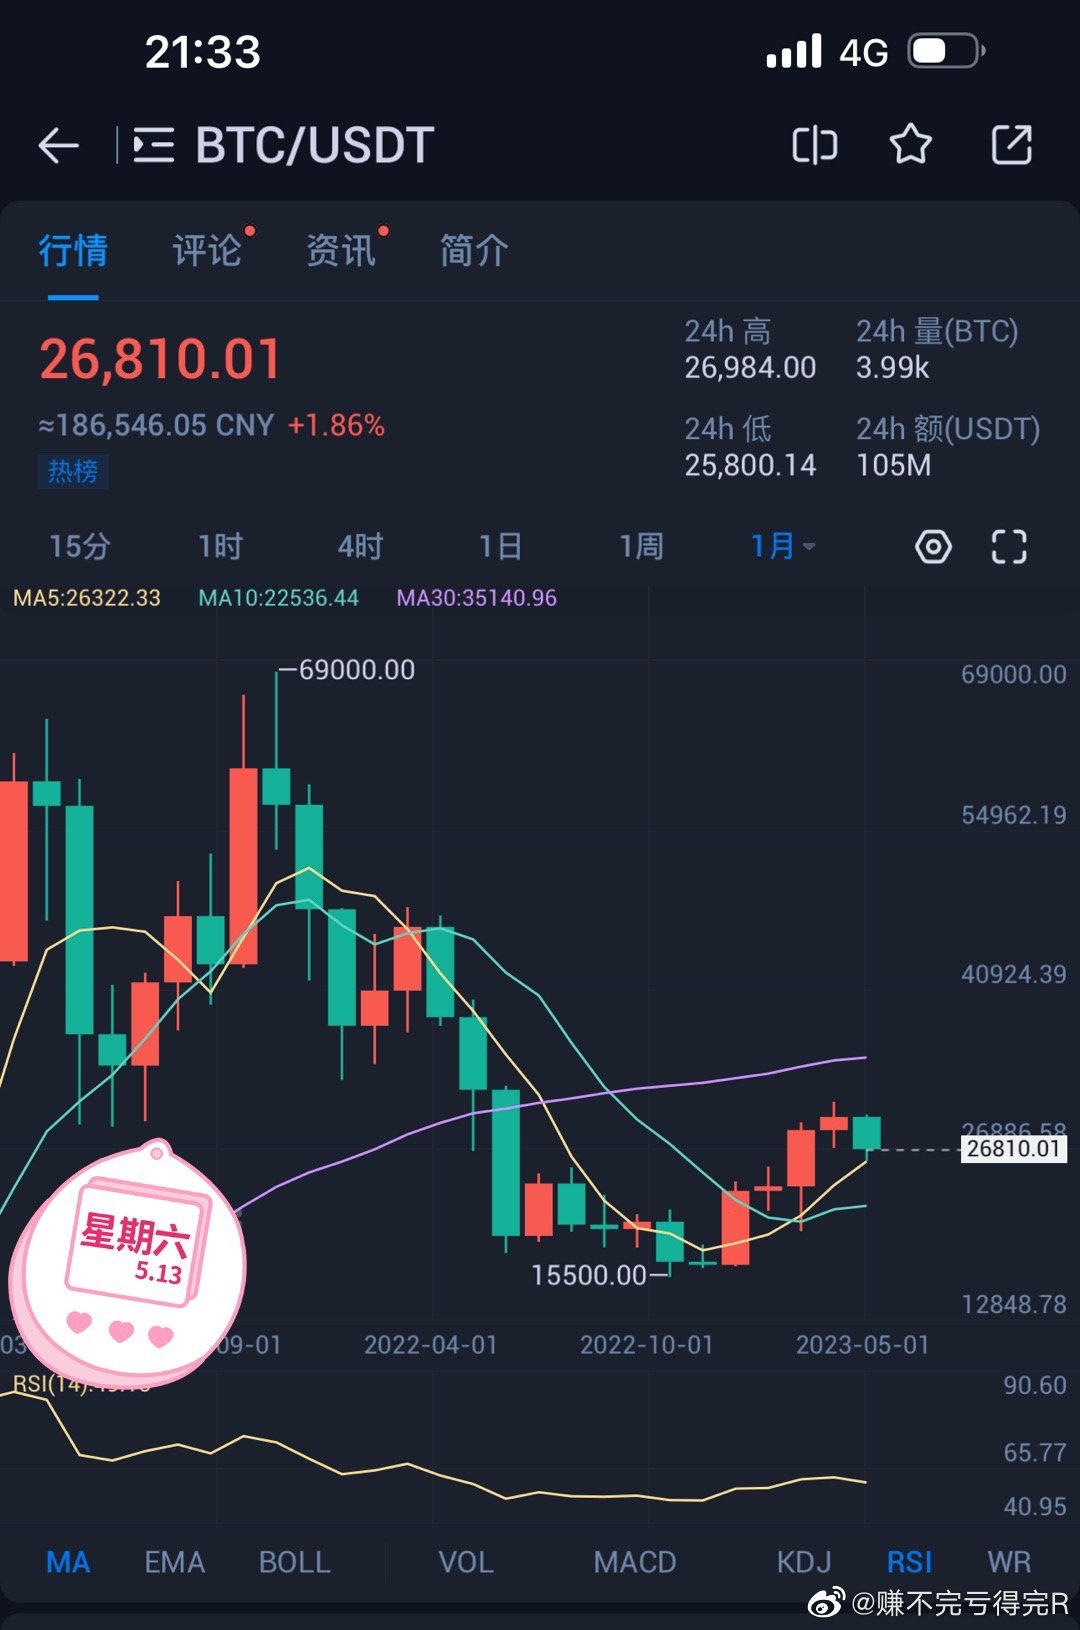 21:33 4G
BTC/USDT
行情 评论 资讯 简介
26,810.01
≈186,546.05 CNY +1.86%
热榜
24h 高 24h 量(BTC)
26,984.00 3.99k
24h 低 24h 额(USDT)
25,800.14 105M
15分 1时 4时 1日 1周 1月
MA5:26322.33 MA10:22536.44 MA30:35140.96
69000.00
69000.00
54962.19
40924.39
26886.58
26810.01
15500.00
12848.78
星期六
5.13
03 09-01 2022-04-01 2022-10-01 2023-05-01
RSI(14):
90.60
65.77
40.95
MA EMA BOLL VOL MACD KDJ RSI WR
@赚不完亏得完R